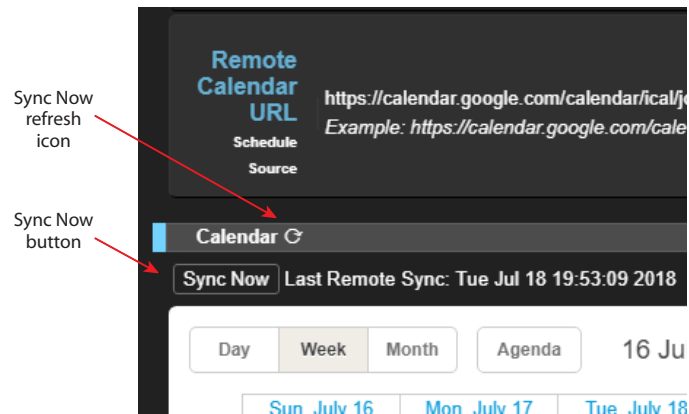 Remote
Calendar
URL
Schedule
Source
https://calendar.google.com/calendar/ical/j
Example: https://calendar.google.com/cale
Sync Now
refresh
icon
Sync Now
button
Calendar
Sync Now Last Remote Sync: Tue Jul 18 19:53:09 2018
Day Week Month Agenda 16 Ju
Sun, July 16 Mon, July 17 Tue, July 18